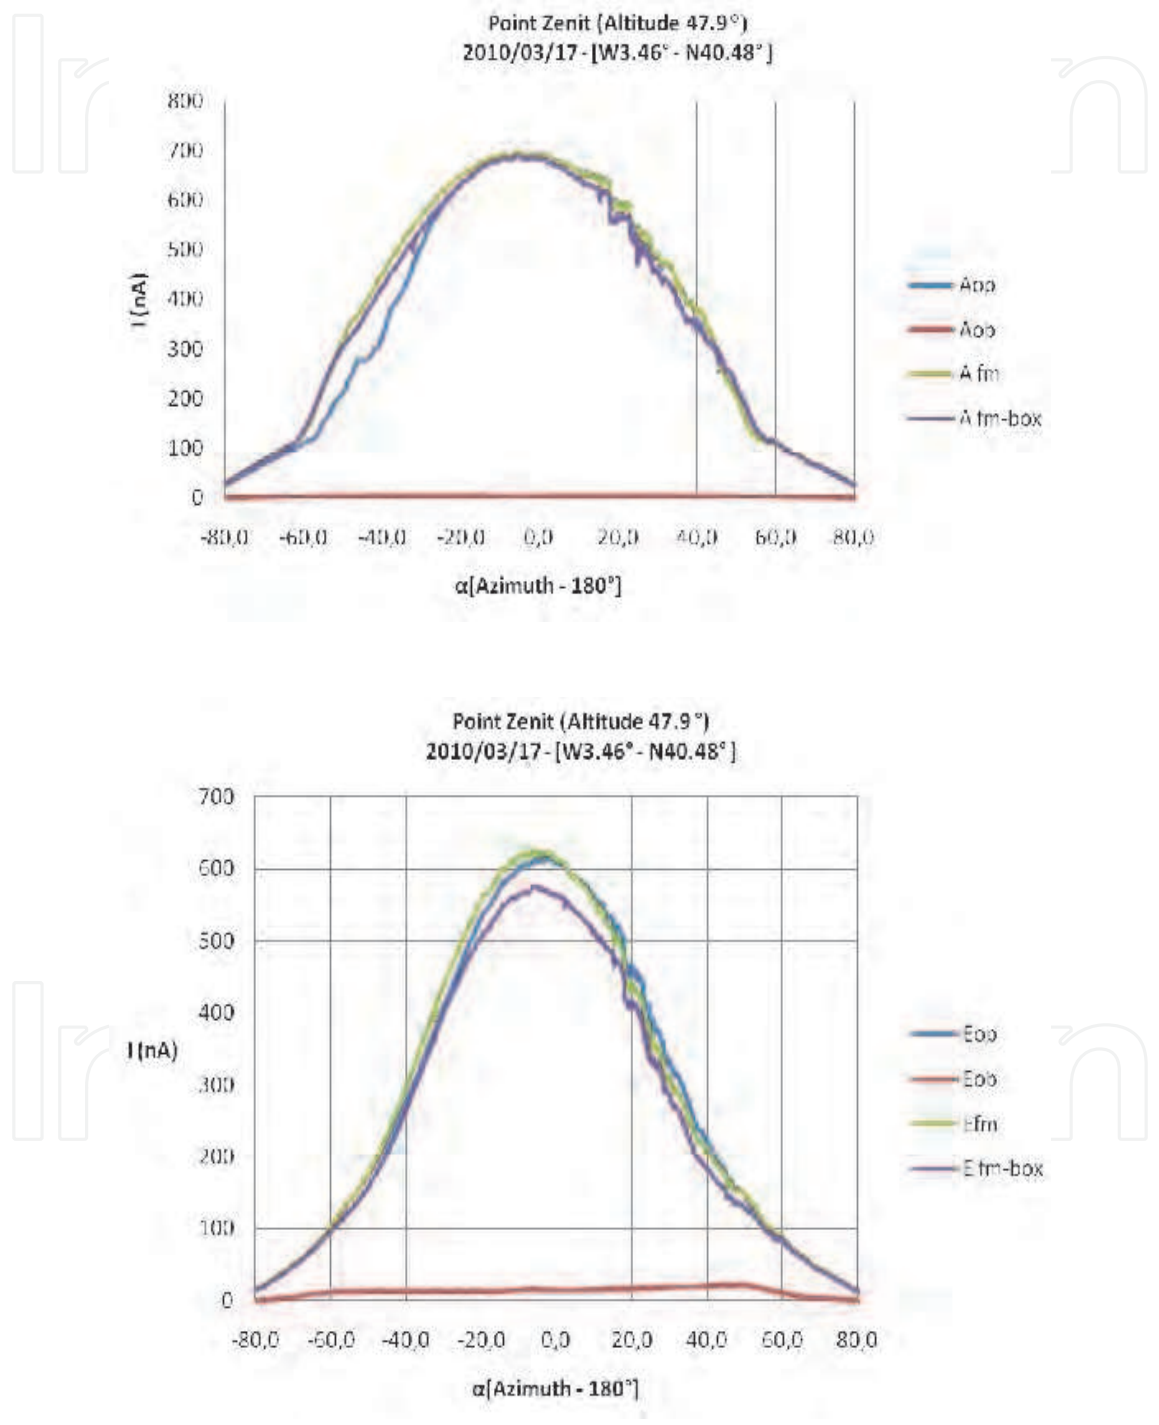 Point Zenit (Altitude 47.9°)
2010/03/17 - [W3.46° - N40.48°]
800
700
600
500
400
300
200
100
0
I (nA)
-80,0 -60,0 -40,0 -20,0 0,0 20,0 40,0 60,0 80,0
α[Azimuth - 180°]
Aop
Aob
A fm
A fm-box
Point Zenit (Altitude 47.9°)
2010/03/17 - [W3.46° - N40.48°]
700
600
500
400
300
200
100
0
I (nA)
-80,0 -60,0 -40,0 -20,0 0,0 20,0 40,0 60,0 80,0
α[Azimuth - 180°]
Eop
Eob
Efm
E fm-box